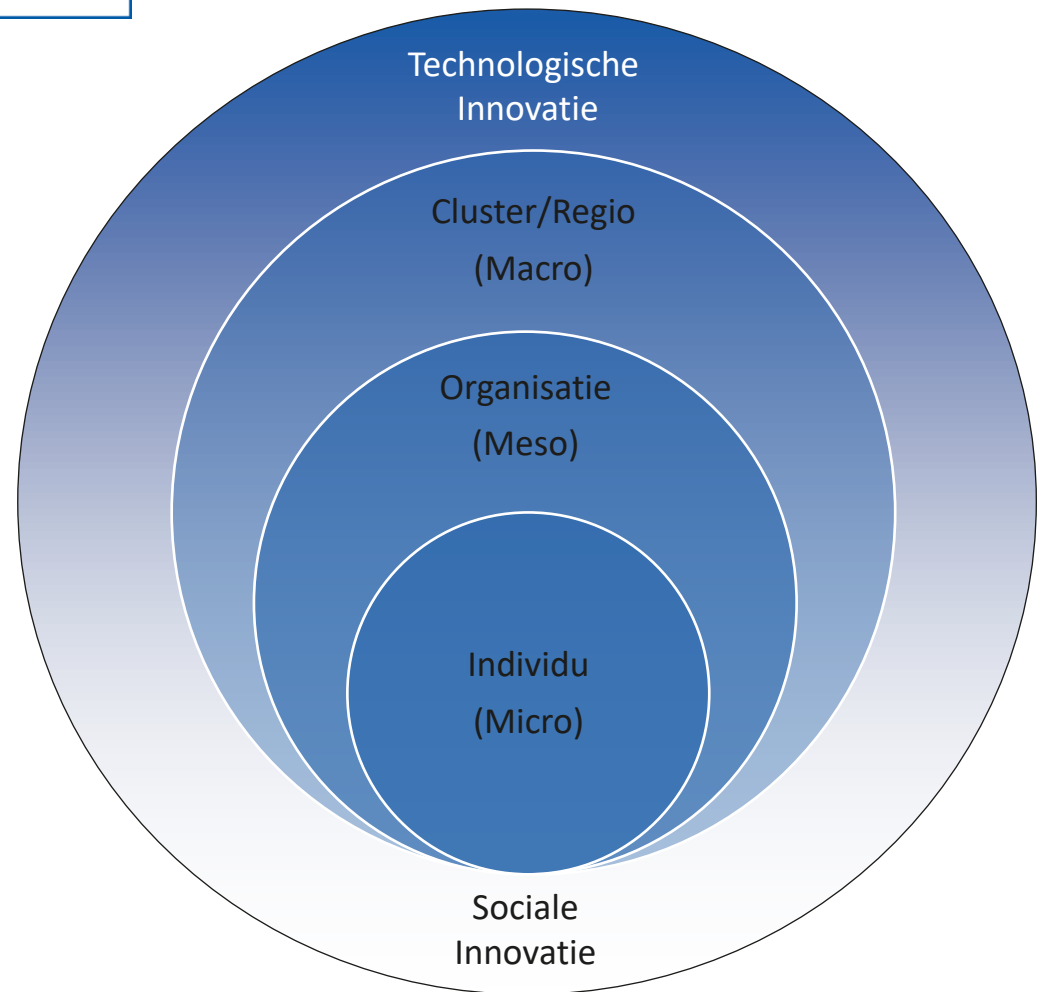 Technologische
Innovatie
Cluster/Regio
(Macro)
Organisatie
(Meso)
Individu
(Micro)
Sociale
Innovatie